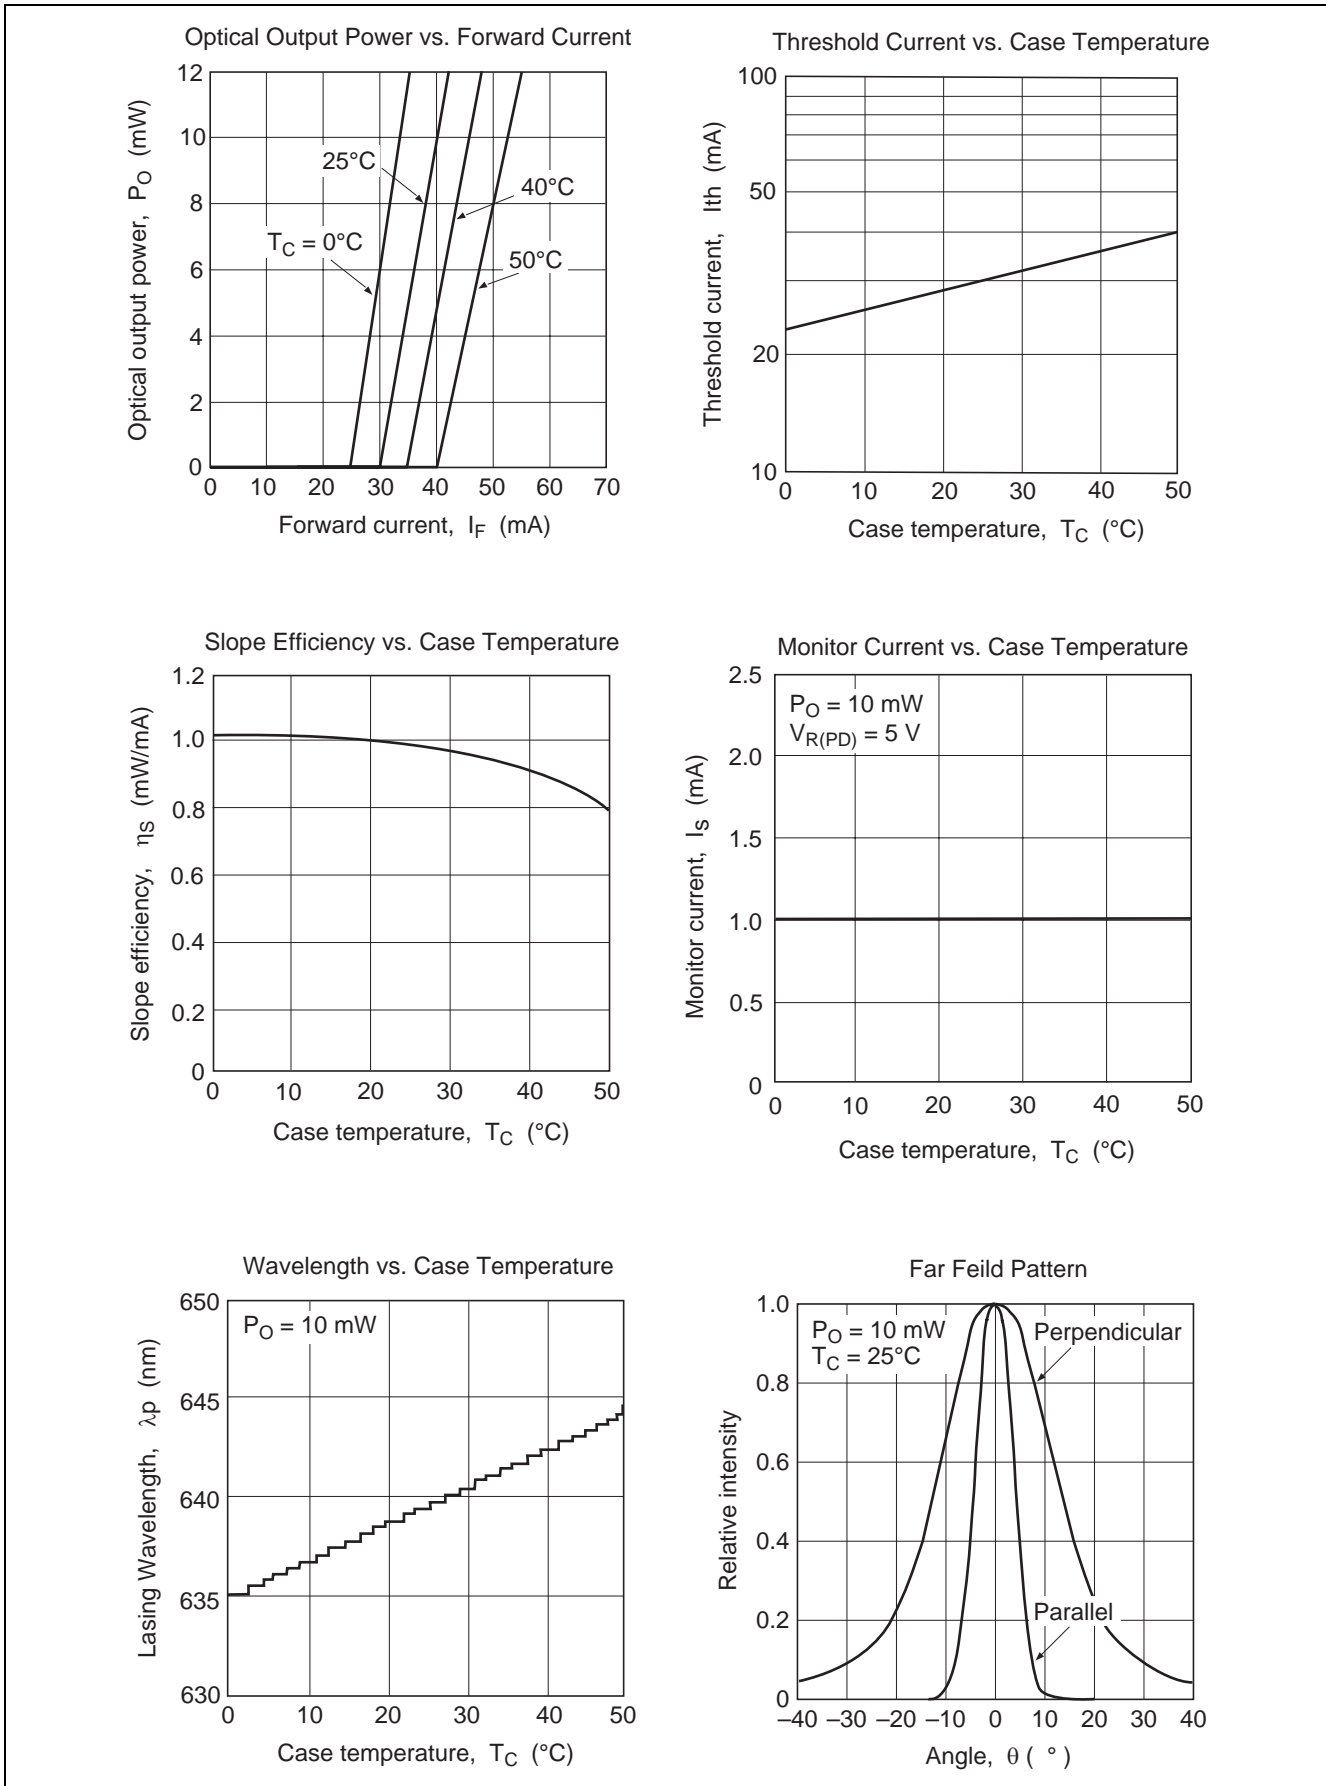 Optical Output Power vs. Forward Current
Optical output power, PO (mW)
12
10
8
6
4
2
0
25°C
40°C
TC = 0°C
50°C
0 10 20 30 40 50 60 70
Forward current, IF (mA)
Threshold Current vs. Case Temperature
Threshold current, Ith (mA)
100
50
20
10
0 10 20 30 40 50
Case temperature, TC (°C)
Slope Efficiency vs. Case Temperature
Slope efficiency, ηS (mW/mA)
1.2
1.0
0.8
0.6
0.4
0.2
0
0 10 20 30 40 50
Case temperature, TC (°C)
Monitor Current vs. Case Temperature
Monitor current, IS (mA)
2.5
2.0
1.5
1.0
0.5
0
PO = 10 mW
VR(PD) = 5 V
0 10 20 30 40 50
Case temperature, TC (°C)
Wavelength vs. Case Temperature
Lasing Wavelength, λp (nm)
650
645
640
635
630
PO = 10 mW
0 10 20 30 40 50
Case temperature, TC (°C)
Far Feild Pattern
Relative intensity
1.0
0.8
0.6
0.4
0.2
0
PO = 10 mW
TC = 25°C
Perpendicular
Parallel
–40 –30 –20 –10 0 10 20 30 40
Angle, θ ( ° )